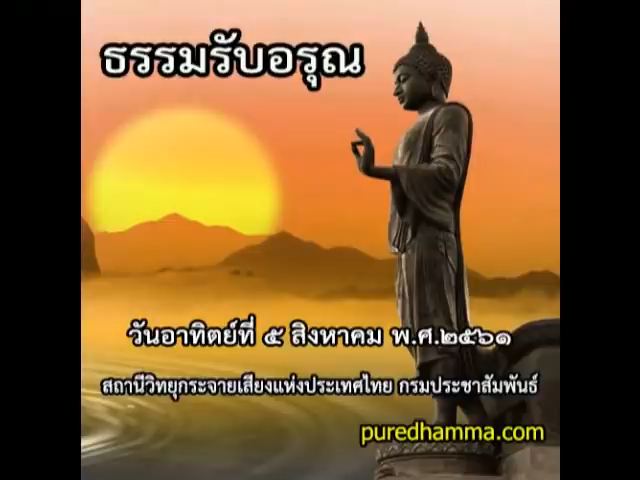 ธรรมรับอรุณ
วันอาทิตย์ที่ ๕ สิงหาคม พ.ศ.๒๕๖๑
สถานีวิทยุกระจายเสียงแห่งประเทศไทย กรมประชาสัมพันธ์
puredhamma.com